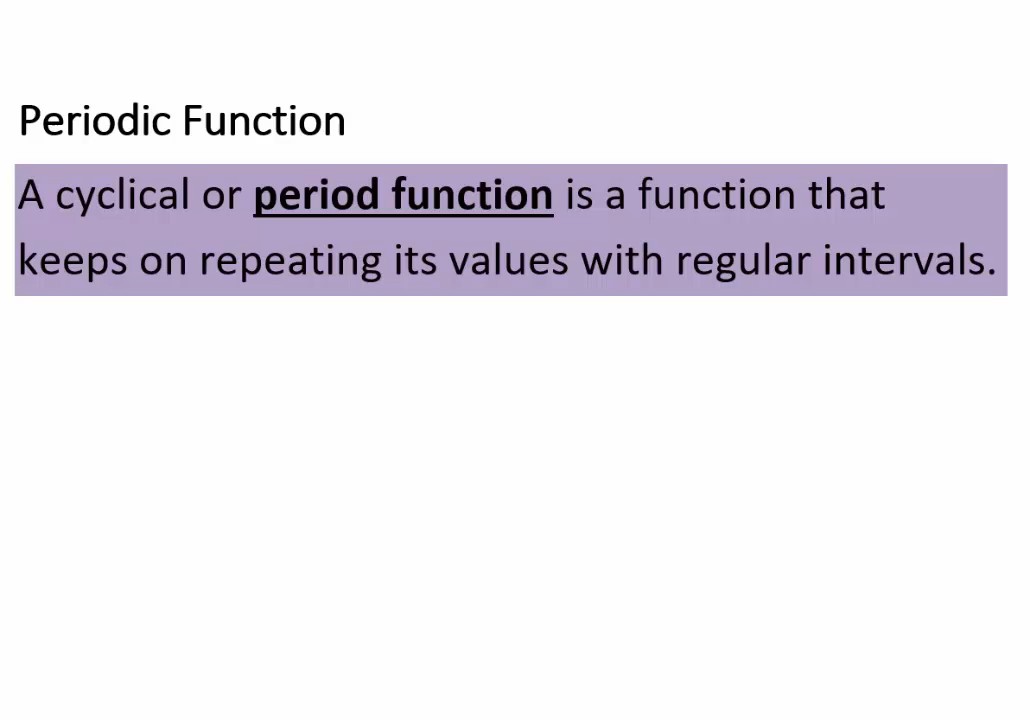 Periodic Function
A cyclical or period function is a function that
keeps on repeating its values with regular intervals.